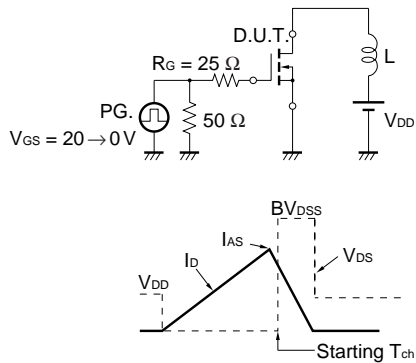 D.U.T.
RG = 25 Ω
L
PG.
50 Ω
VDD
VGS = 20 → 0 V
BVDSS
IAS
ID
VDS
VDD
Starting Tch